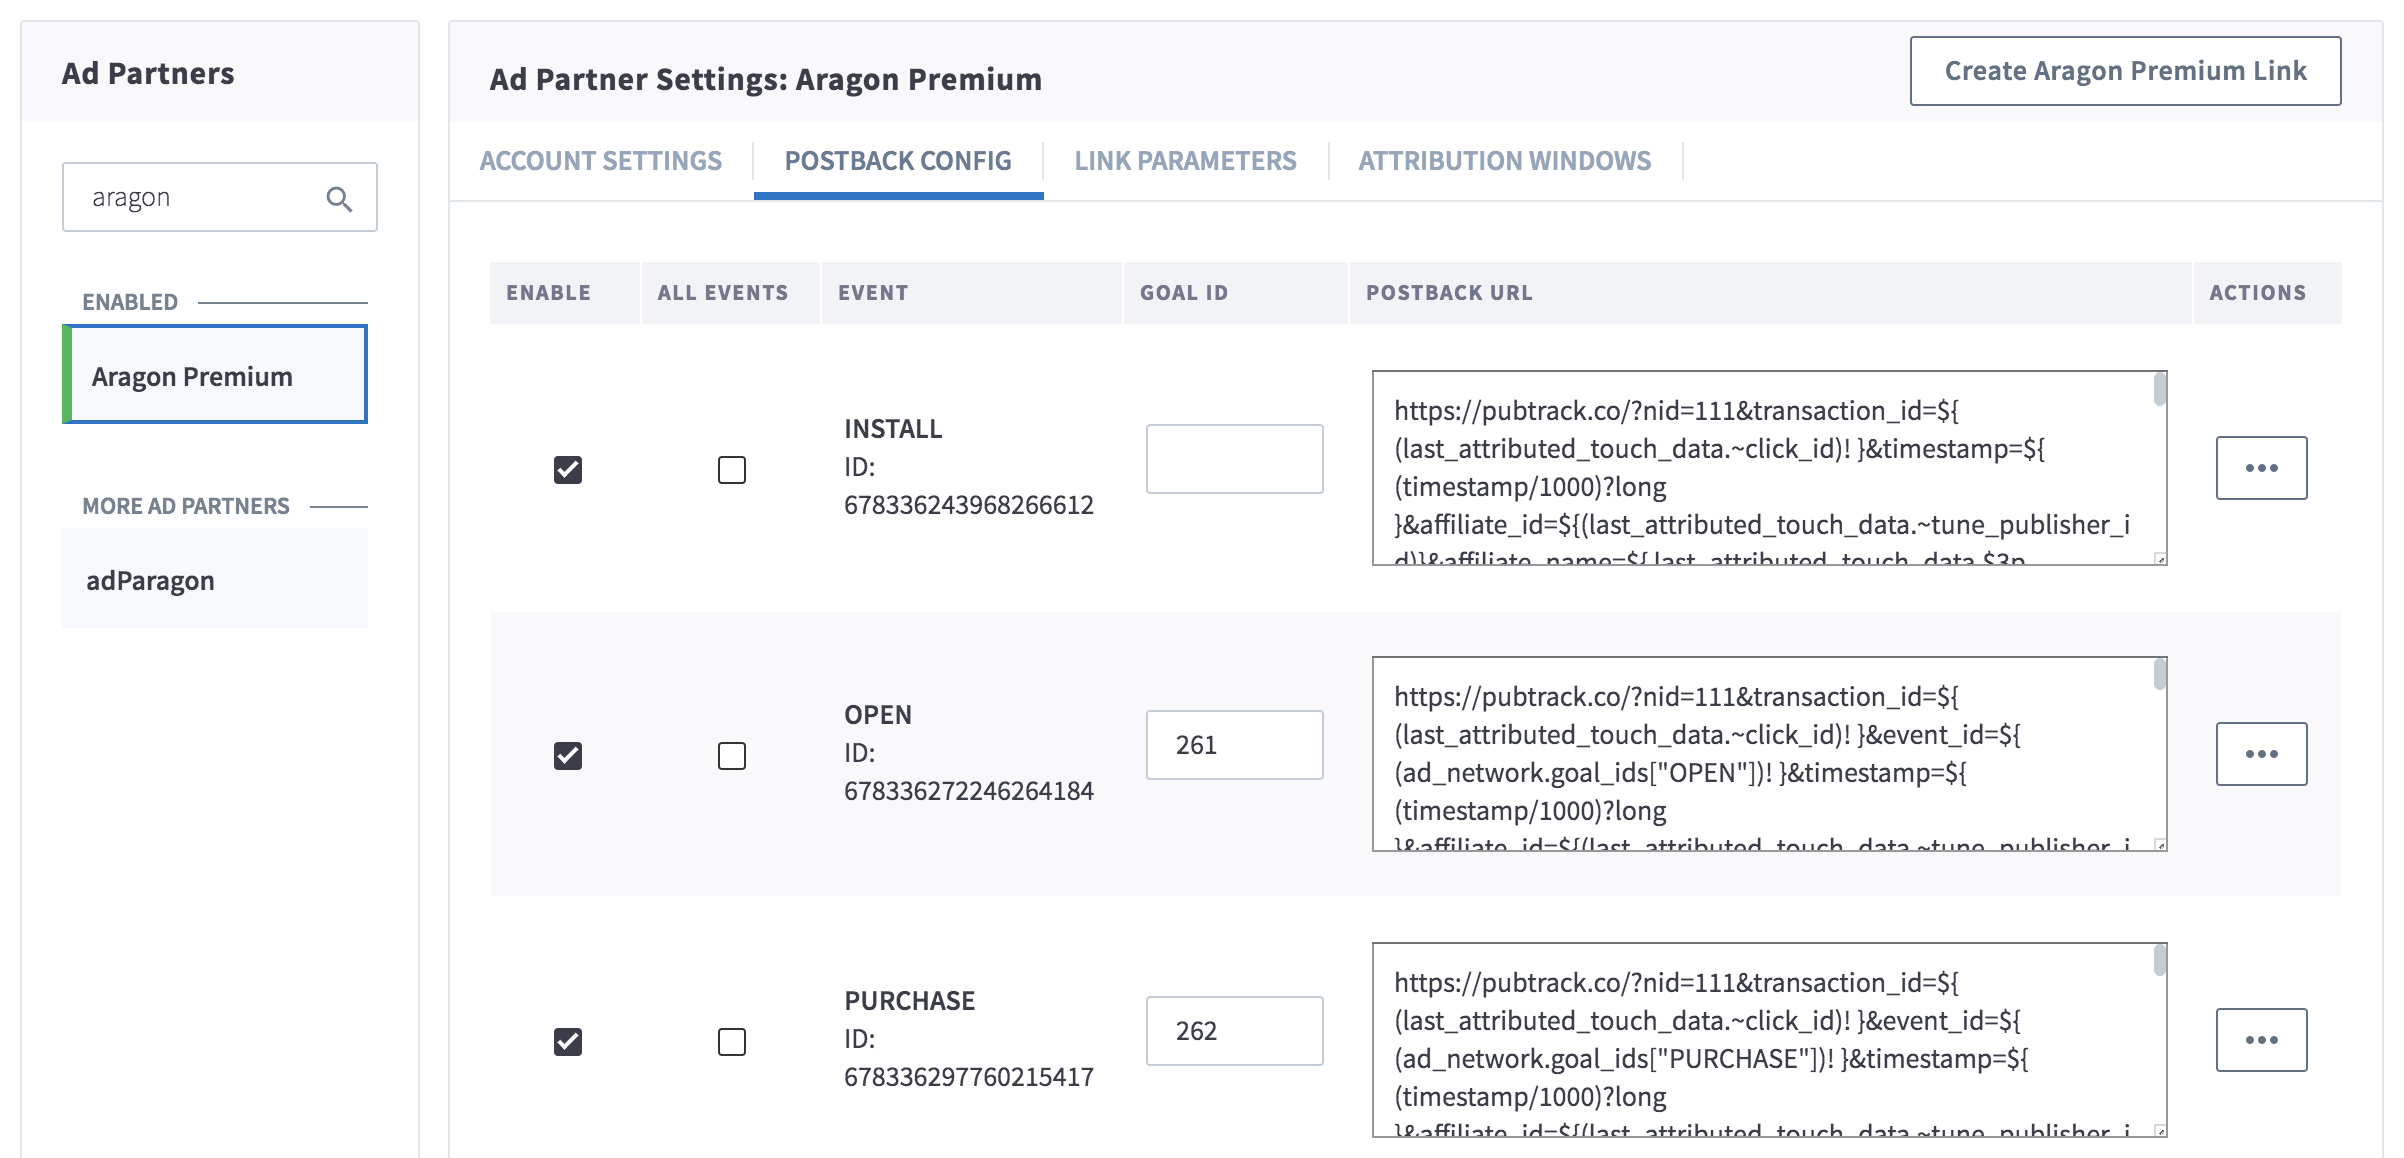 Ad Partners
aragon
ENABLED
Aragon Premium
MORE AD PARTNERS
adParagon
Ad Partner Settings: Aragon Premium
Create Aragon Premium Link
ACCOUNT SETTINGS
POSTBACK CONFIG
LINK PARAMETERS
ATTRIBUTION WINDOWS
ENABLE
ALL EVENTS
EVENT
GOAL ID
POSTBACK URL
ACTIONS
INSTALL
ID:
678336243968266612
https://pubtrack.co/?nid=111&transaction_id=${
(last_attributed_touch_data.~click_id)! }&timestamp=${
(timestamp/1000)?long
}&affiliate_id=${(last_attributed_touch_data.~tune_publisher_i
d)}&affiliate_name=${ last_attributed_touch_data.$3p
OPEN
ID:
678336272246264184
261
https://pubtrack.co/?nid=111&transaction_id=${
(last_attributed_touch_data.~click_id)! }&event_id=${
(ad_network.goal_ids["OPEN"])! }&timestamp=${
(timestamp/1000)?long
}&affiliate_id=${(last_attributed_touch_data.~tune_publisher_i
PURCHASE
ID:
678336297760215417
262
https://pubtrack.co/?nid=111&transaction_id=${
(last_attributed_touch_data.~click_id)! }&event_id=${
(ad_network.goal_ids["PURCHASE"])! }&timestamp=${
(timestamp/1000)?long
}&affiliate_id=${(last_attributed_touch_data.~tune_publisher_i